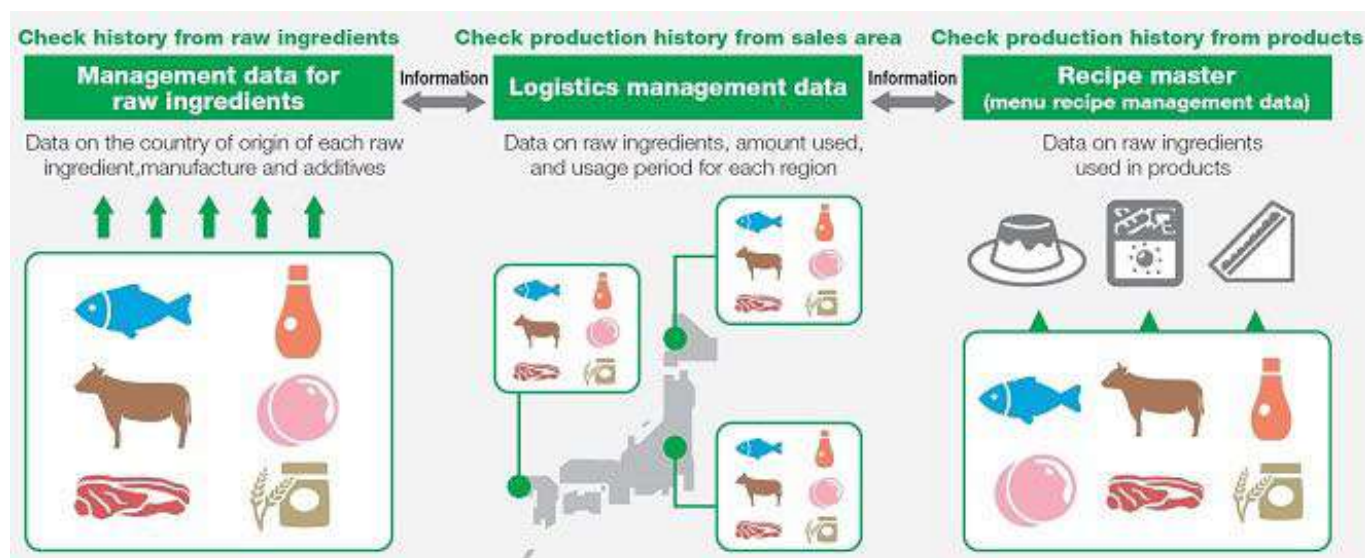 Check history from raw ingredients
Management data for
raw ingredients
Data on the country of origin of each raw
ingredient,manufacture and additives
Information
Check production history from sales area
Logistics management data
Data on raw ingredients, amount used,
and usage period for each region
Information
Check production history from products
Recipe master
(menu recipe management data)
Data on raw ingredients
used in products